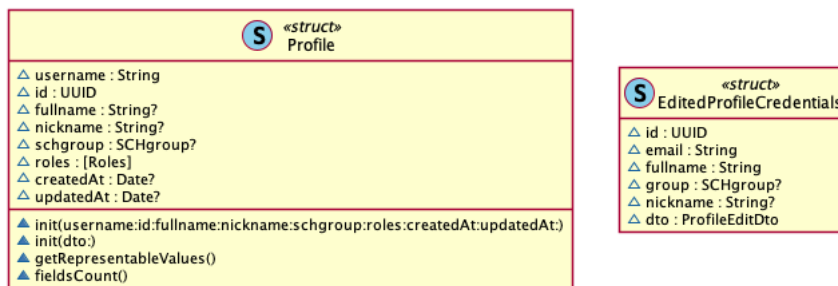 S
«struct»
Profile
username : String
id : UUID
fullname : String?
nickname : String?
schgroup : SCHgroup?
roles : [Roles]
createdAt : Date?
updatedAt : Date?
init(username:id:fullname:nickname:schgroup:roles:createdAt:updatedAt:)
init(dto:)
getRepresentableValues()
fieldsCount()
S
«struct»
EditedProfileCredentials
id : UUID
email : String
fullname : String
group : SCHgroup?
nickname : String?
dto : ProfileEditDto